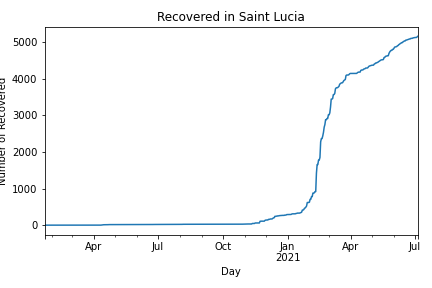 Recovered in Saint Lucia
Number of Recovered
5000
4000
3000
2000
1000
0
Apr Jul Oct Jan Apr Jul
2021
Day